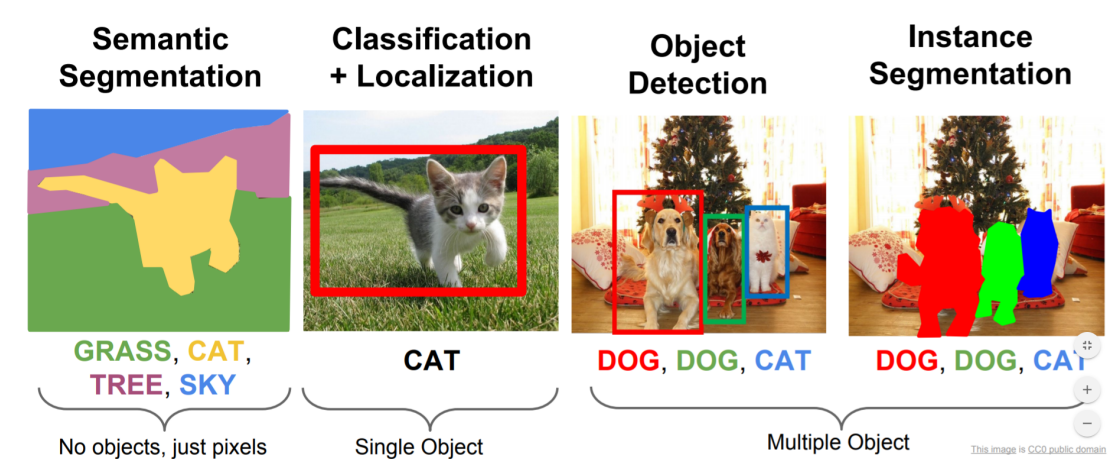 Semantic
Segmentation
Classification
+ Localization
Object
Detection
Instance
Segmentation
GRASS, CAT,
TREE, SKY
CAT
DOG, DOG, CAT
DOG, DOG, CAT
No objects, just pixels
Single Object
Multiple Object
This image is CC0 public domain